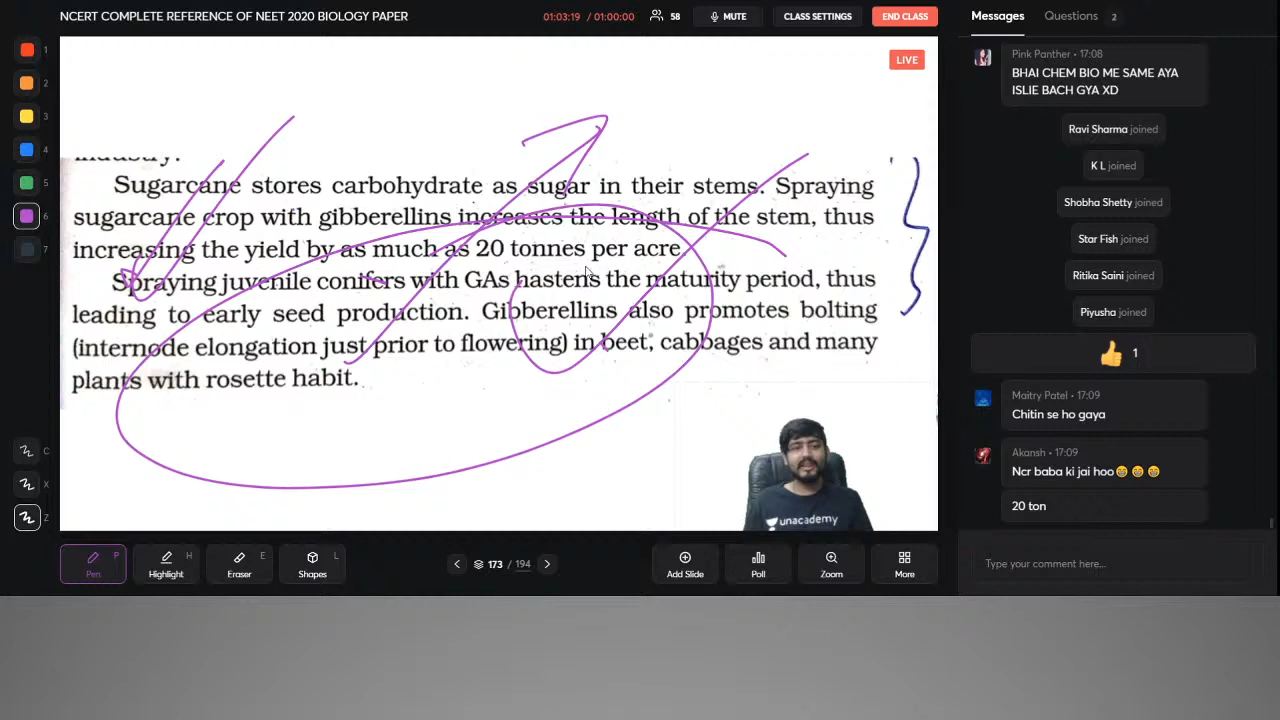 NCERT COMPLETE REFERENCE OF NEET 2020 BIOLOGY PAPER
01:03:19 / 01:00:00
58
MUTE
CLASS SETTINGS
END CLASS
Messages
Questions 2
LIVE
1
2
3
4
5
6
7
C
X
Z
industry.
Sugarcane stores carbohydrate as sugar in their stems. Spraying
sugarcane crop with gibberellins increases the length of the stem, thus
increasing the yield by as much as 20 tonnes per acre.
Spraying juvenile conifers with GAs hastens the maturity period, thus
leading to early seed production. Gibberellins also promotes bolting
(internode elongation just prior to flowering) in beet, cabbages and many
plants with rosette habit.
unacademy
Pen P
Highlight H
Eraser E
Shapes L
173 / 194
Add Slide
Poll
Zoom
More
Pink Panther • 17:08
BHAI CHEM BIO ME SAME AYA
ISLIE BACH GYA XD
Ravi Sharma joined
K L joined
Shobha Shetty joined
Star Fish joined
Ritika Saini joined
Piyusha joined
👍 1
Maitry Patel • 17:09
Chitin se ho gaya
Akansh • 17:09
Ncr baba ki jai hoo😁😁😁
20 ton
Type your comment here...